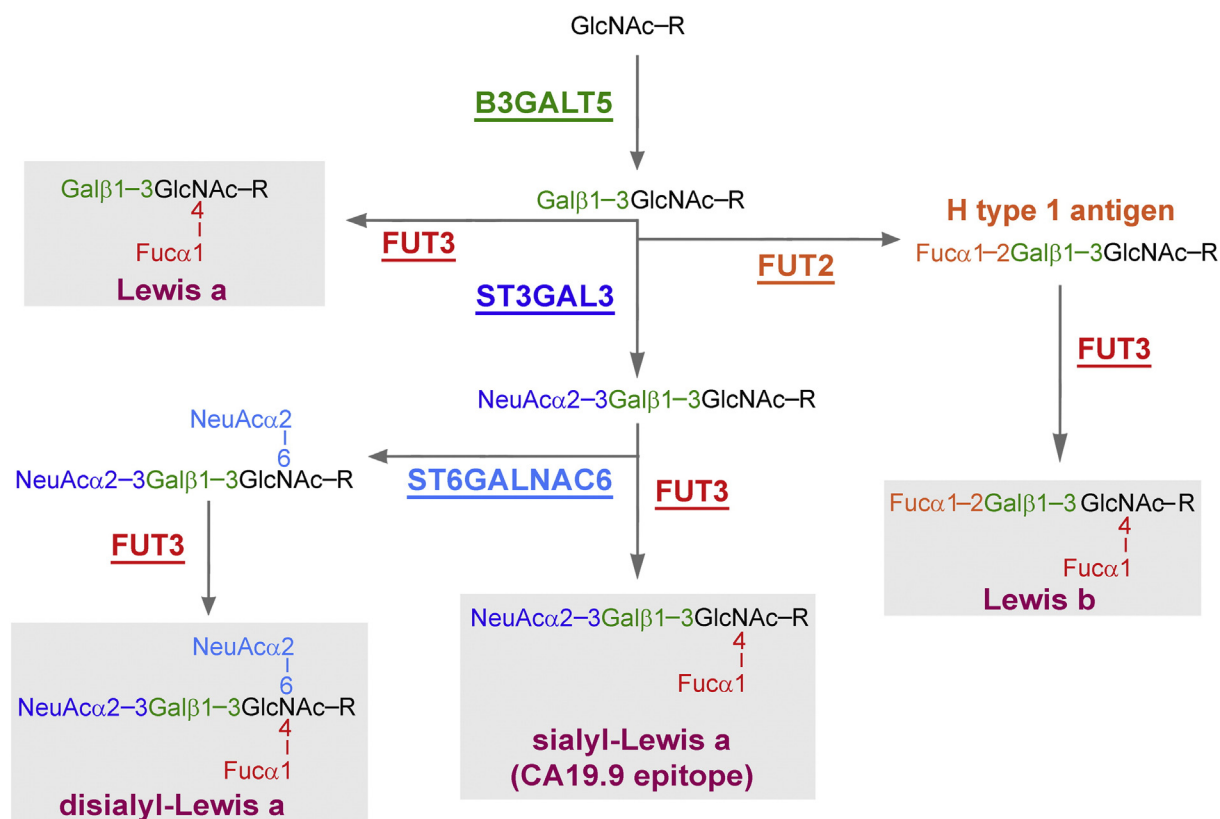 GlcNAc–R
B3GALT5
Galβ1–3GlcNAc–R
4
Fucα1
Lewis a
FUT3
Galβ1–3GlcNAc–R
FUT2
H type 1 antigen
Fucα1–2Galβ1–3GlcNAc–R
ST3GAL3
FUT3
NeuAcα2–3Galβ1–3GlcNAc–R
NeuAcα2
6
NeuAcα2–3Galβ1–3GlcNAc–R
ST6GALNAC6
FUT3
FUT3
Fucα1–2Galβ1–3GlcNAc–R
4
Fucα1
Lewis b
NeuAcα2
6
NeuAcα2–3Galβ1–3GlcNAc–R
4
Fucα1
disialyl-Lewis a
NeuAcα2–3Galβ1–3GlcNAc–R
4
Fucα1
sialyl-Lewis a
(CA19.9 epitope)